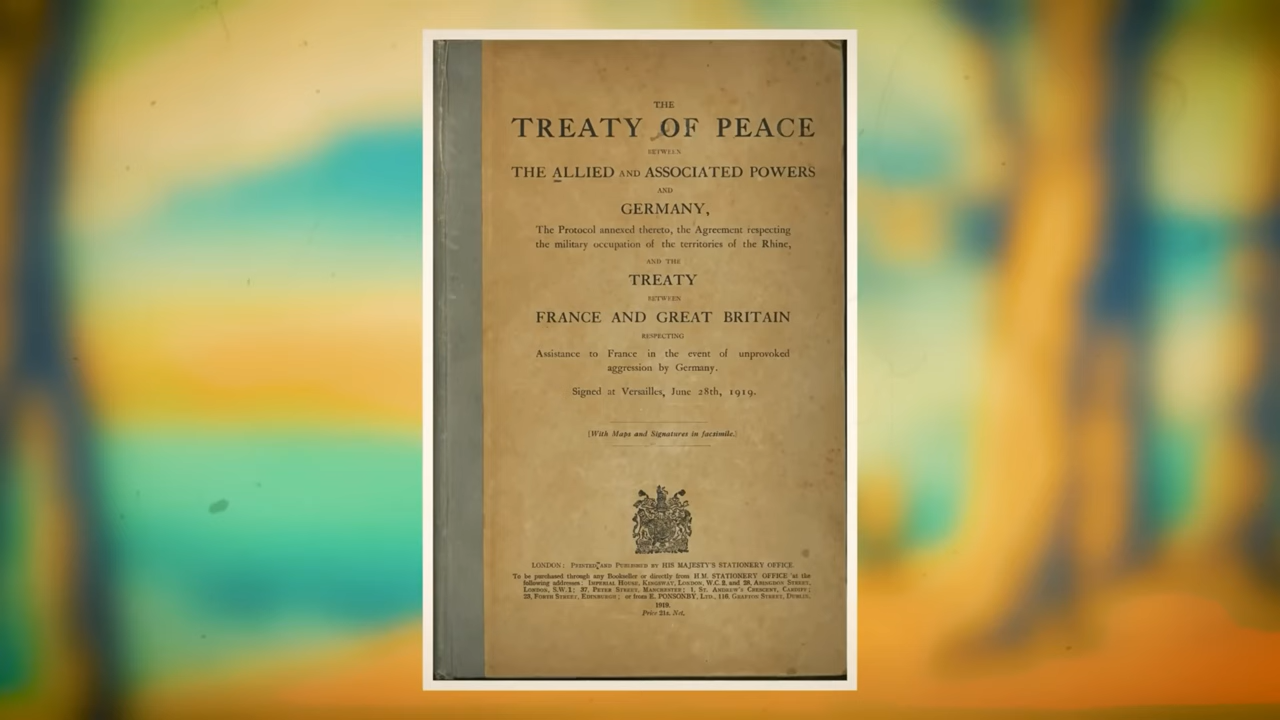 THE
TREATY OF PEACE
BETWEEN
THE ALLIED AND ASSOCIATED POWERS
AND
GERMANY,
The Protocol annexed thereto, the Agreement respecting
the military occupation of the territories of the Rhine,
AND THE
TREATY
BETWEEN
FRANCE AND GREAT BRITAIN
RESPECTING
Assistance to France in the event of unprovoked
aggression by Germany.
Signed at Versailles, June 28th, 1919.
(With Maps and Signatures in facsimile.)
LONDON: PRINTED AND PUBLISHED BY HIS MAJESTY'S STATIONERY OFFICE.
To be purchased through any Bookseller or directly from H.M. STATIONERY OFFICE at the
following addresses: IMPERIAL HOUSE, KINGSWAY, LONDON, W.C. 2, and 28, ABINGDON STREET,
LONDON, S.W. 1; 37, PETER STREET, MANCHESTER; 1, ST. ANDREW'S CRESCENT, CARDIFF;
23, FORTH STREET, EDINBURGH; or from E. PONSONBY, LTD., 116, GRAFTON STREET, DUBLIN.
1919.
Price 21s. Net.